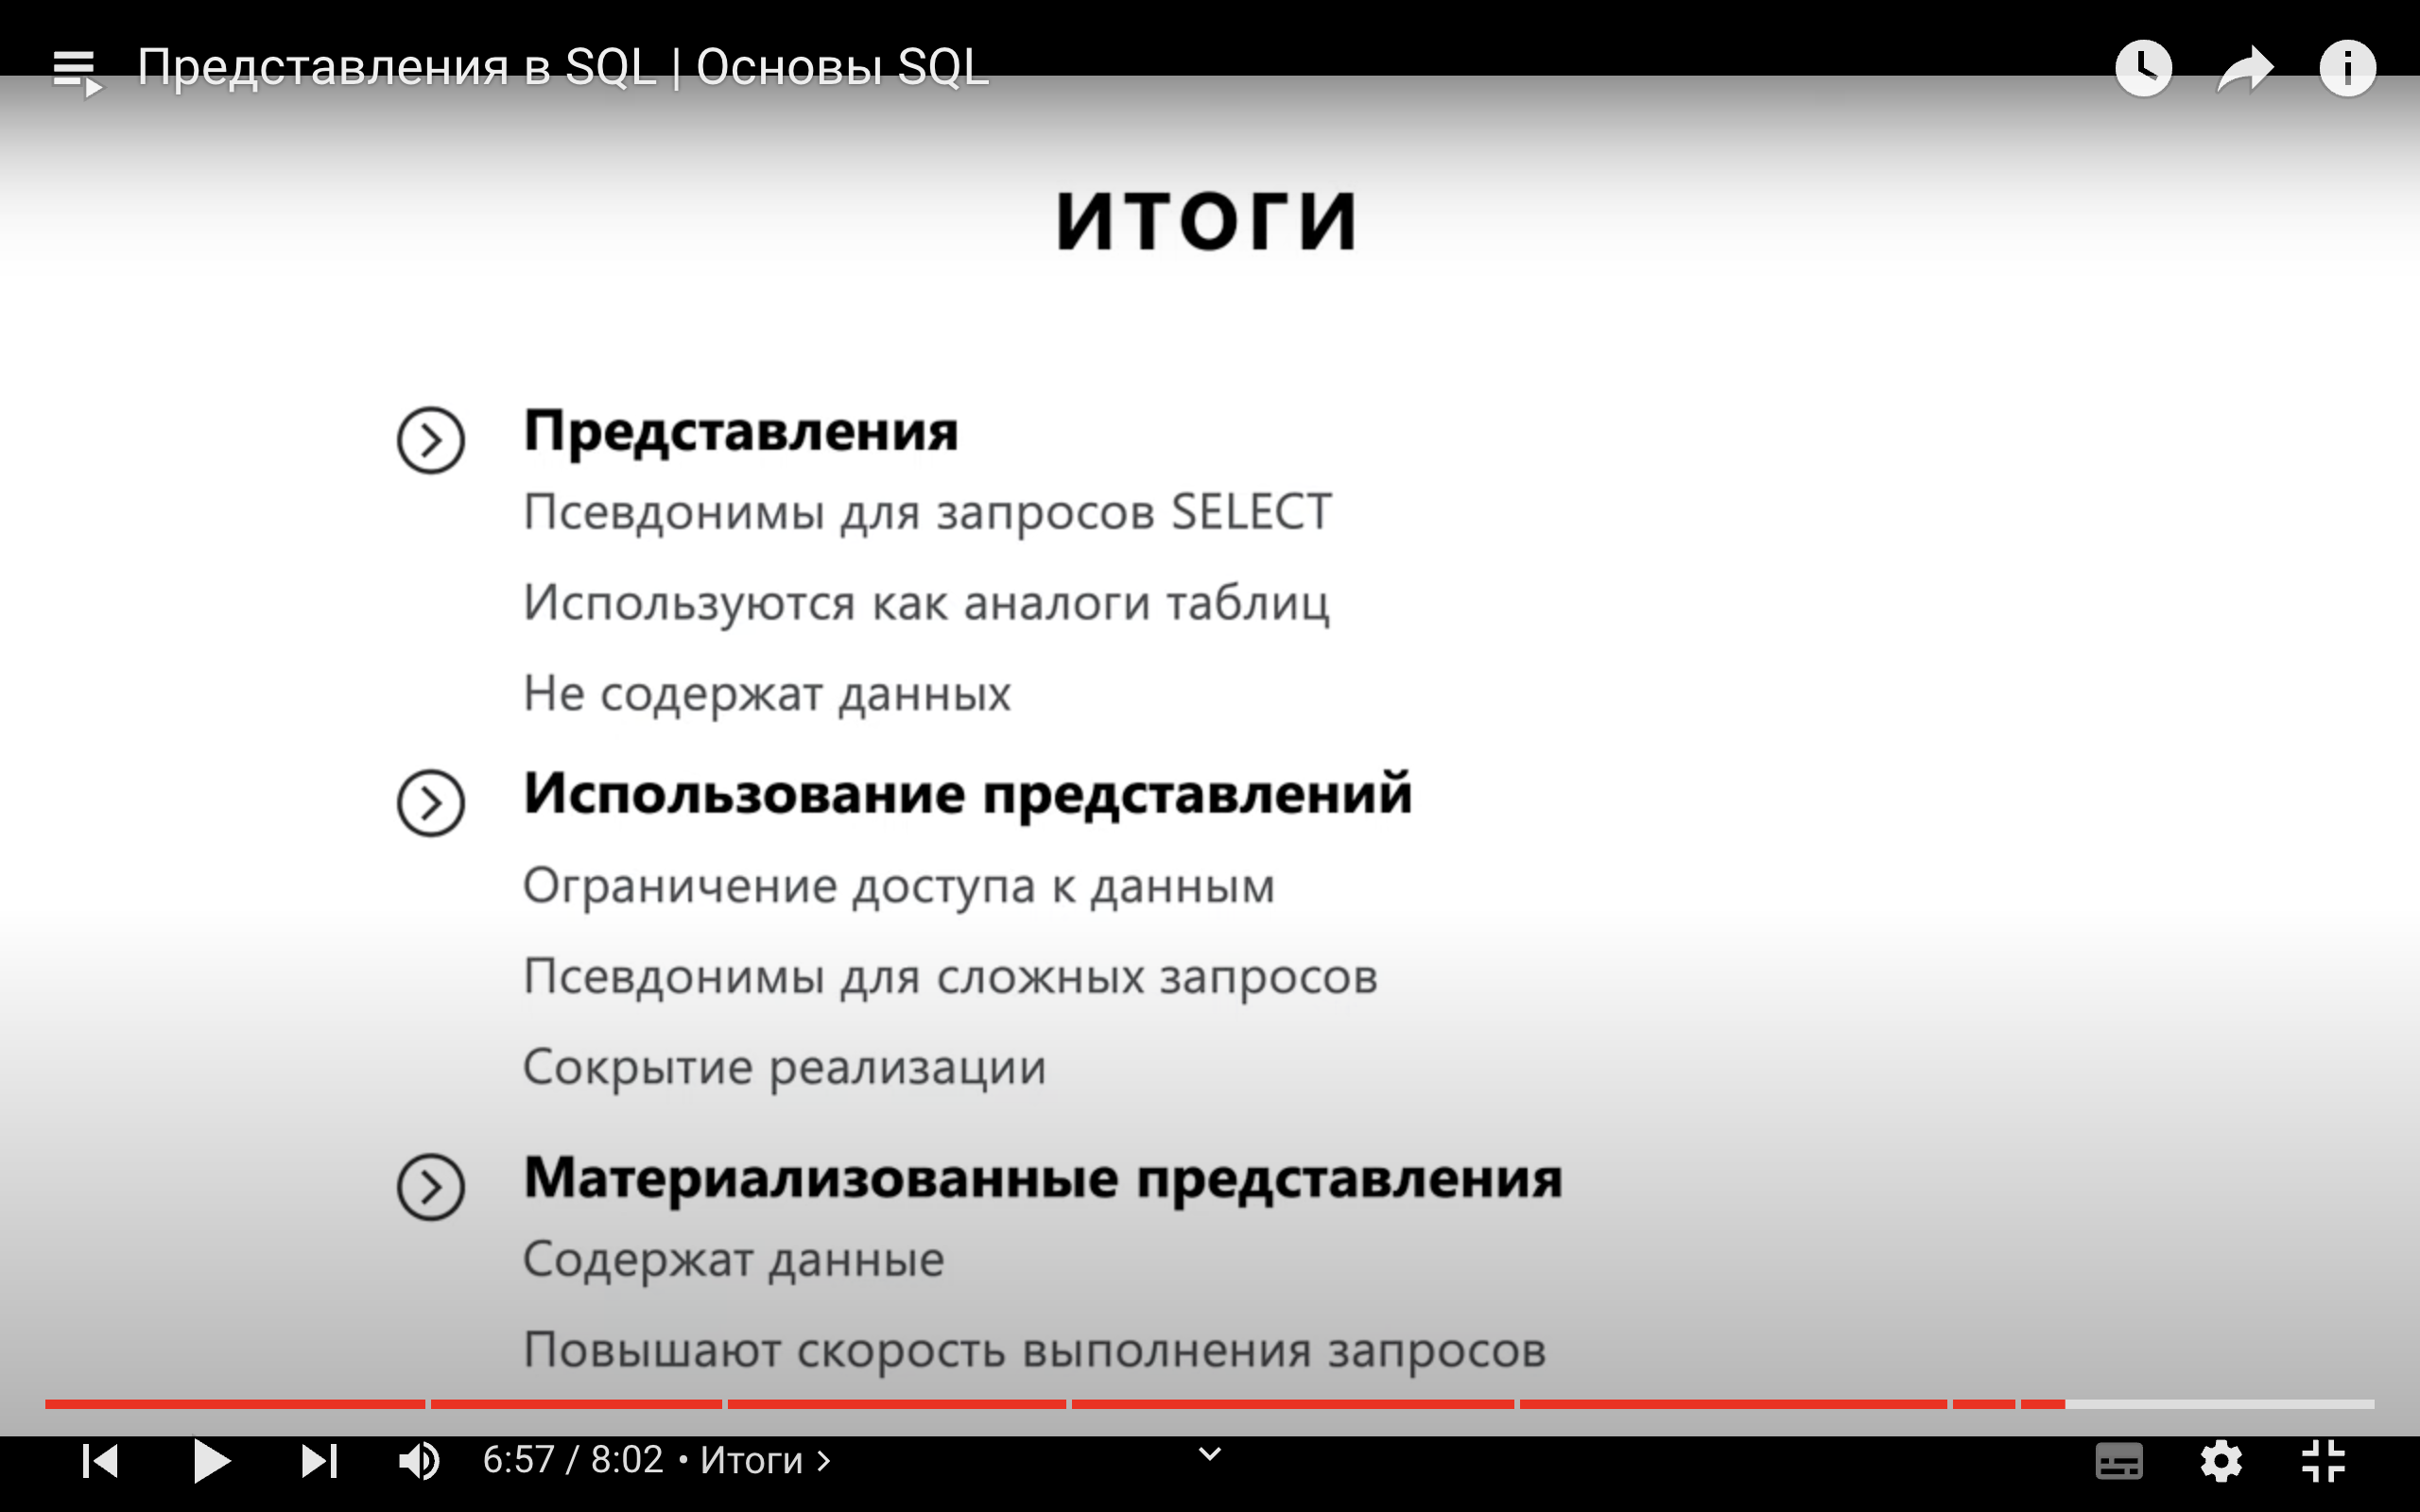 Представления в SQL | Основы SQL
ИТОГИ
Представления
Псевдонимы для запросов SELECT
Используются как аналоги таблиц
Не содержат данных
Использование представлений
Ограничение доступа к данным
Псевдонимы для сложных запросов
Сокрытие реализации
Материализованные представления
Содержат данные
Повышают скорость выполнения запросов
6:57 / 8:02 • Итоги >